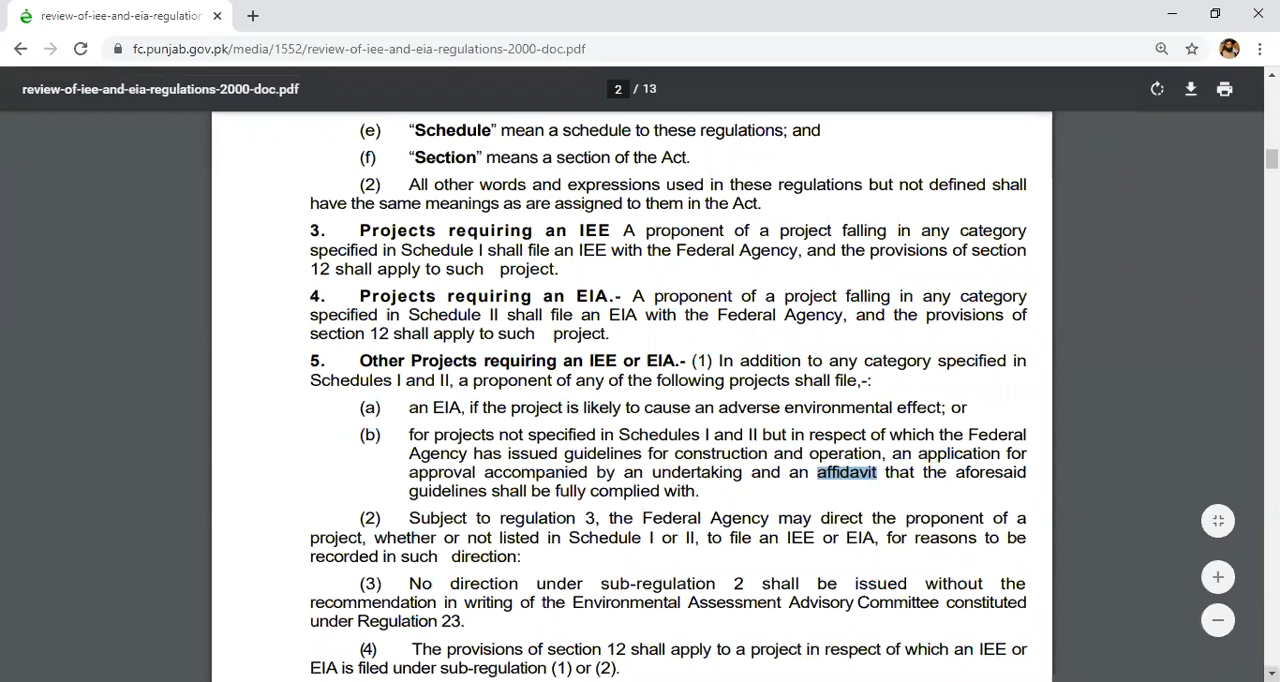 review-of-iee-and-eia-regulation
fc.punjab.gov.pk/media/1552/review-of-iee-and-eia-regulations-2000-doc.pdf
review-of-iee-and-eia-regulations-2000-doc.pdf
2 / 13
(e) “Schedule” mean a schedule to these regulations; and
(f) “Section” means a section of the Act.
(2) All other words and expressions used in these regulations but not defined shall
have the same meanings as are assigned to them in the Act.
3. Projects requiring an IEE A proponent of a project falling in any category
specified in Schedule I shall file an IEE with the Federal Agency, and the provisions of section
12 shall apply to such project.
4. Projects requiring an EIA.- A proponent of a project falling in any category
specified in Schedule II shall file an EIA with the Federal Agency, and the provisions of
section 12 shall apply to such project.
5. Other Projects requiring an IEE or EIA.- (1) In addition to any category specified in
Schedules I and II, a proponent of any of the following projects shall file,-:
(a) an EIA, if the project is likely to cause an adverse environmental effect; or
(b) for projects not specified in Schedules I and II but in respect of which the Federal
Agency has issued guidelines for construction and operation, an application for
approval accompanied by an undertaking and an affidavit that the aforesaid
guidelines shall be fully complied with.
(2) Subject to regulation 3, the Federal Agency may direct the proponent of a
project, whether or not listed in Schedule I or II, to file an IEE or EIA, for reasons to be
recorded in such direction:
(3) No direction under sub-regulation 2 shall be issued without the
recommendation in writing of the Environmental Assessment Advisory Committee constituted
under Regulation 23.
(4) The provisions of section 12 shall apply to a project in respect of which an IEE or
EIA is filed under sub-regulation (1) or (2).